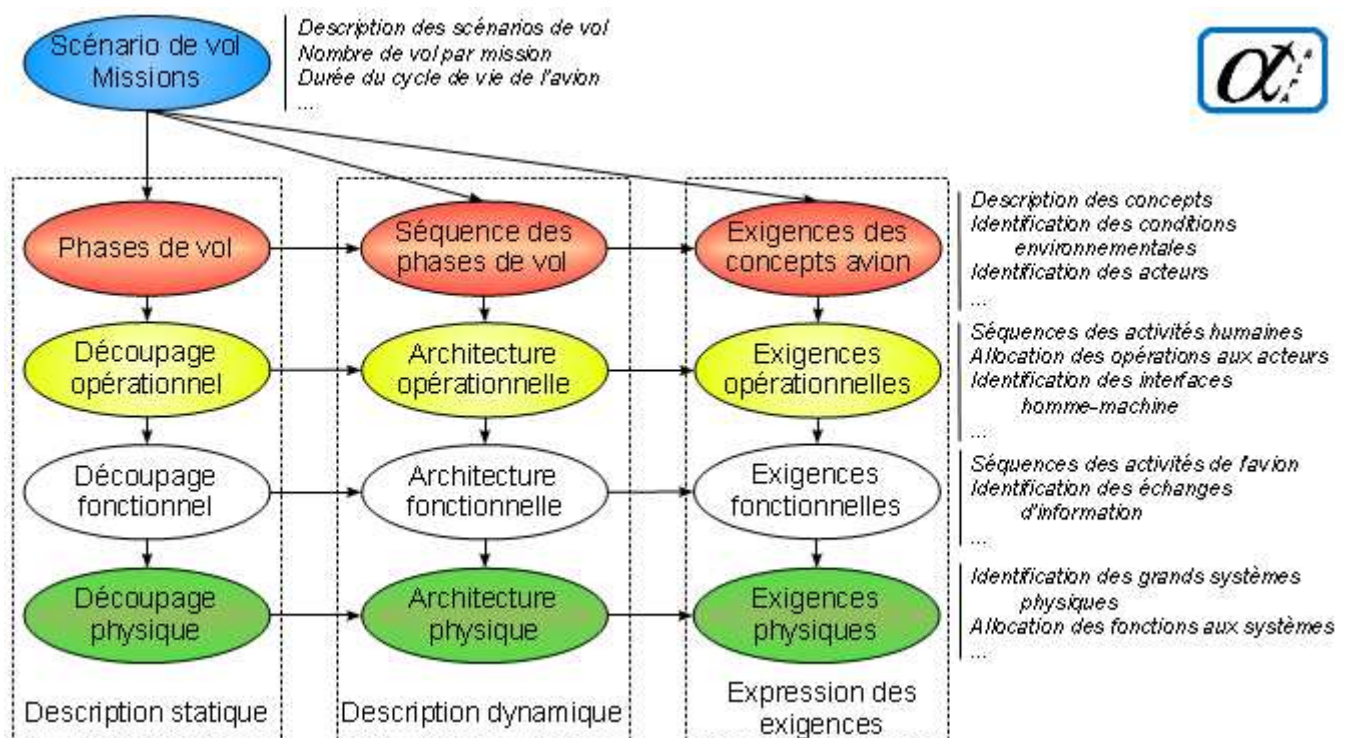 Scénario de vol
Missions
Description des scénarios de vol
Nombre de vol par mission
Durée du cycle de vie de l'avion
...
α
A
L
F
A
Phases de vol
Séquence des
phases de vol
Exigences des
concepts avion
Description des concepts
Identification des conditions
environnementales
Identification des acteurs
...
Découpage
opérationnel
Architecture
opérationnelle
Exigences
opérationnelles
Séquences des activités humaines
Allocation des opérations aux acteurs
Identification des interfaces
homme-machine
...
Découpage
fonctionnel
Architecture
fonctionnelle
Exigences
fonctionnelles
Séquences des activités de l'avion
Identification des échanges
d'information
...
Découpage
physique
Architecture
physique
Exigences
physiques
Identification des grands systèmes
physiques
Allocation des fonctions aux systèmes
...
Description statique
Description dynamique
Expression des
exigences